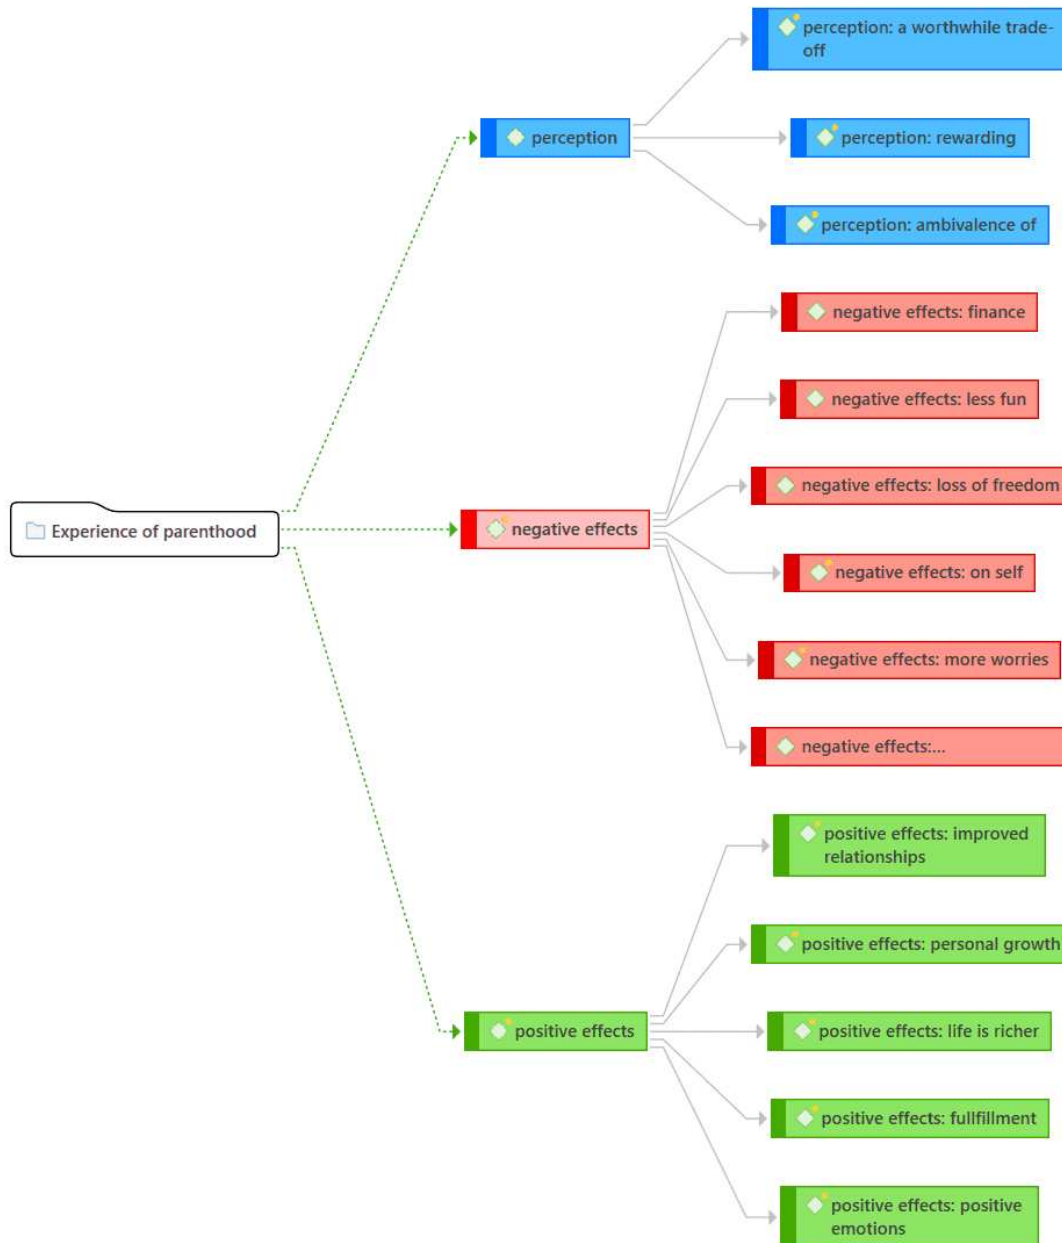 perception: a worthwhile trade-
off
perception
perception: rewarding
perception: ambivalence of
negative effects: finance
negative effects: less fun
negative effects: loss of freedom
Experience of parenthood
negative effects
negative effects: on self
negative effects: more worries
negative effects:...
positive effects: improved
relationships
positive effects: personal growth
positive effects
positive effects: life is richer
positive effects: fullfillment
positive effects: positive
emotions